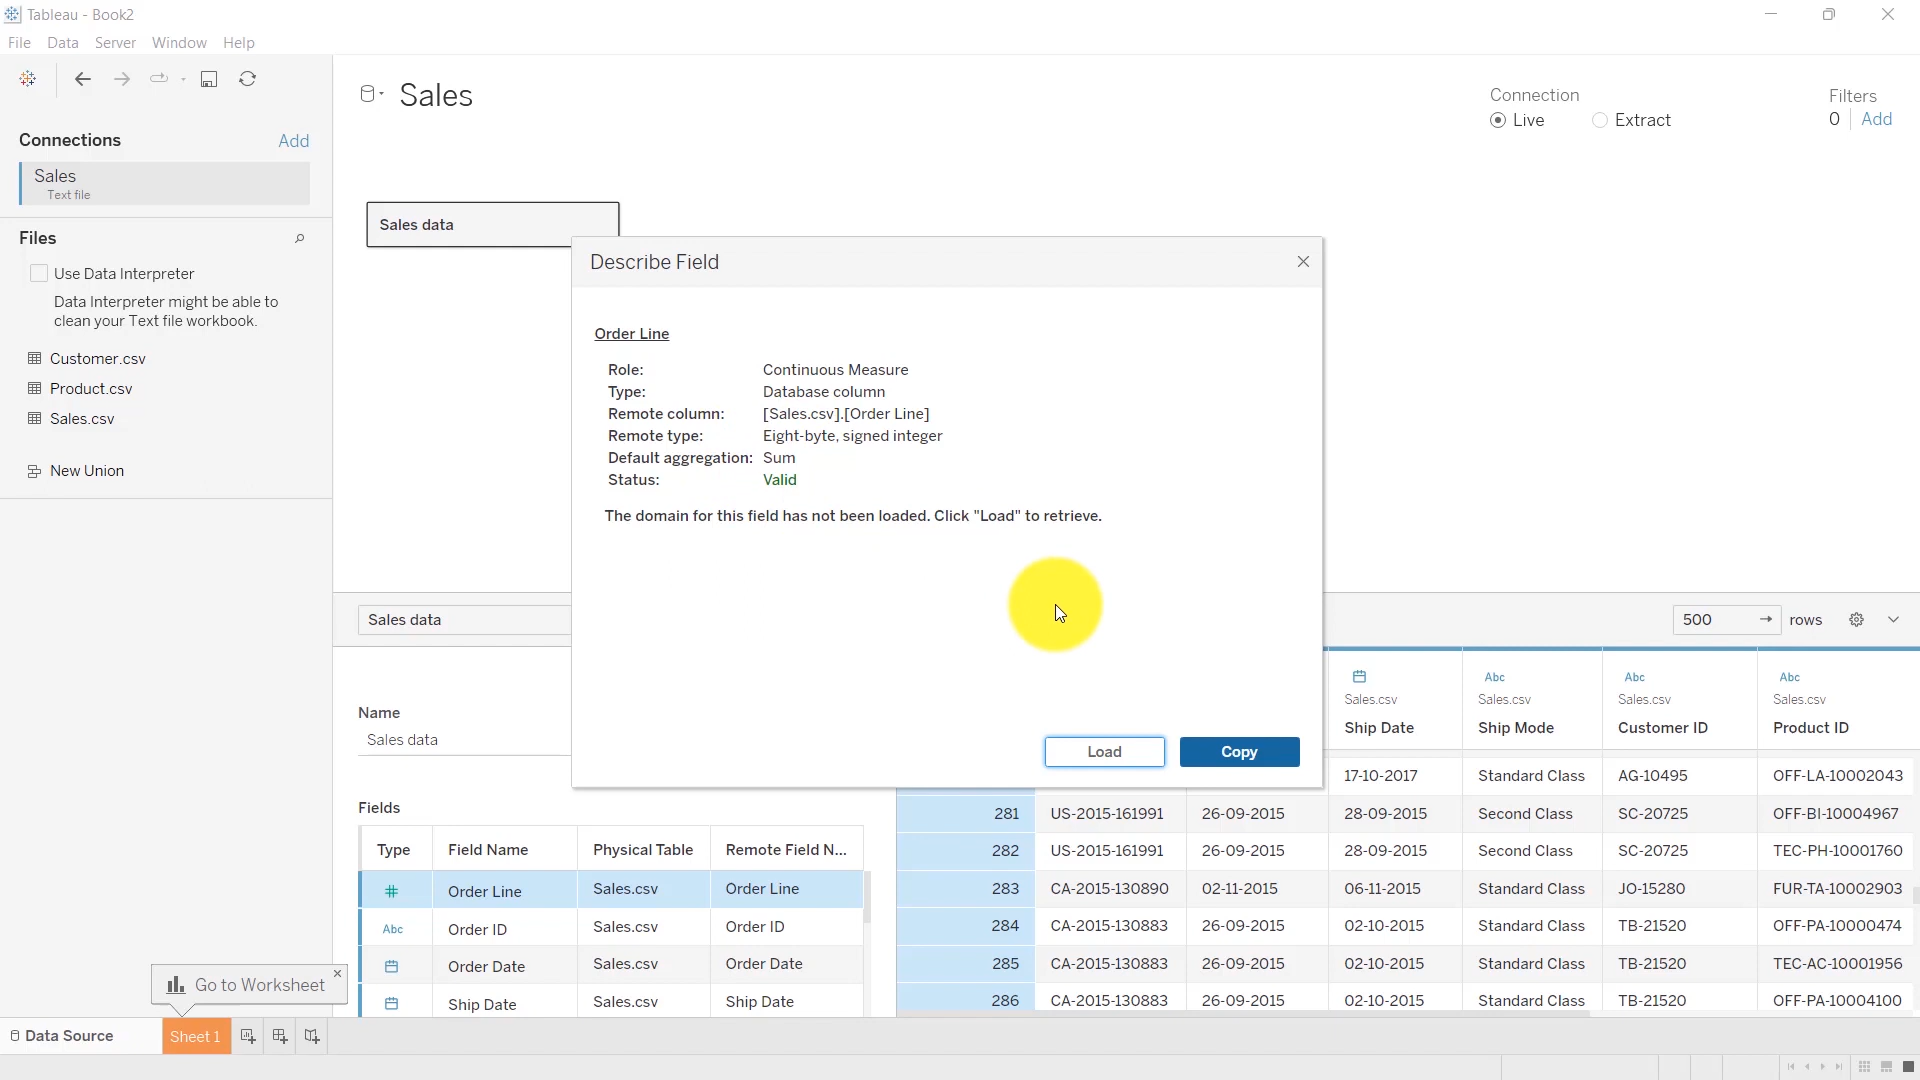 Tableau - Book2
File Data Server Window Help
Connections Add
Sales
Text file
Files
Use Data Interpreter
Data Interpreter might be able to
clean your Text file workbook.
Customer.csv
Product.csv
Sales.csv
New Union
Sales
Connection
Live Extract
Filters
0 Add
Sales data
Describe Field
Order Line
Role: Continuous Measure
Type: Database column
Remote column: [Sales.csv].[Order Line]
Remote type: Eight-byte, signed integer
Default aggregation: Sum
Status: Valid
The domain for this field has not been loaded. Click "Load" to retrieve.
Load Copy
Sales data
500 → rows
Name
Sales data
Fields
Type Field Name Physical Table Remote Field N...
# Order Line Sales.csv Order Line
Abc Order ID Sales.csv Order ID
Order Date Sales.csv Order Date
Ship Date Sales.csv Ship Date
Abc Abc Abc
Sales.csv Sales.csv Sales.csv Sales.csv
Ship Date Ship Mode Customer ID Product ID
17-10-2017 Standard Class AG-10495 OFF-LA-10002043
281 US-2015-161991 26-09-2015 28-09-2015 Second Class SC-20725 OFF-BI-10004967
282 US-2015-161991 26-09-2015 28-09-2015 Second Class SC-20725 TEC-PH-10001760
283 CA-2015-130890 02-11-2015 06-11-2015 Standard Class JO-15280 FUR-TA-10002903
284 CA-2015-130883 26-09-2015 02-10-2015 Standard Class TB-21520 OFF-PA-10000474
285 CA-2015-130883 26-09-2015 02-10-2015 Standard Class TB-21520 TEC-AC-10001956
286 CA-2015-130883 26-09-2015 02-10-2015 Standard Class TB-21520 OFF-PA-10004100
Go to Worksheet
Data Source Sheet 1